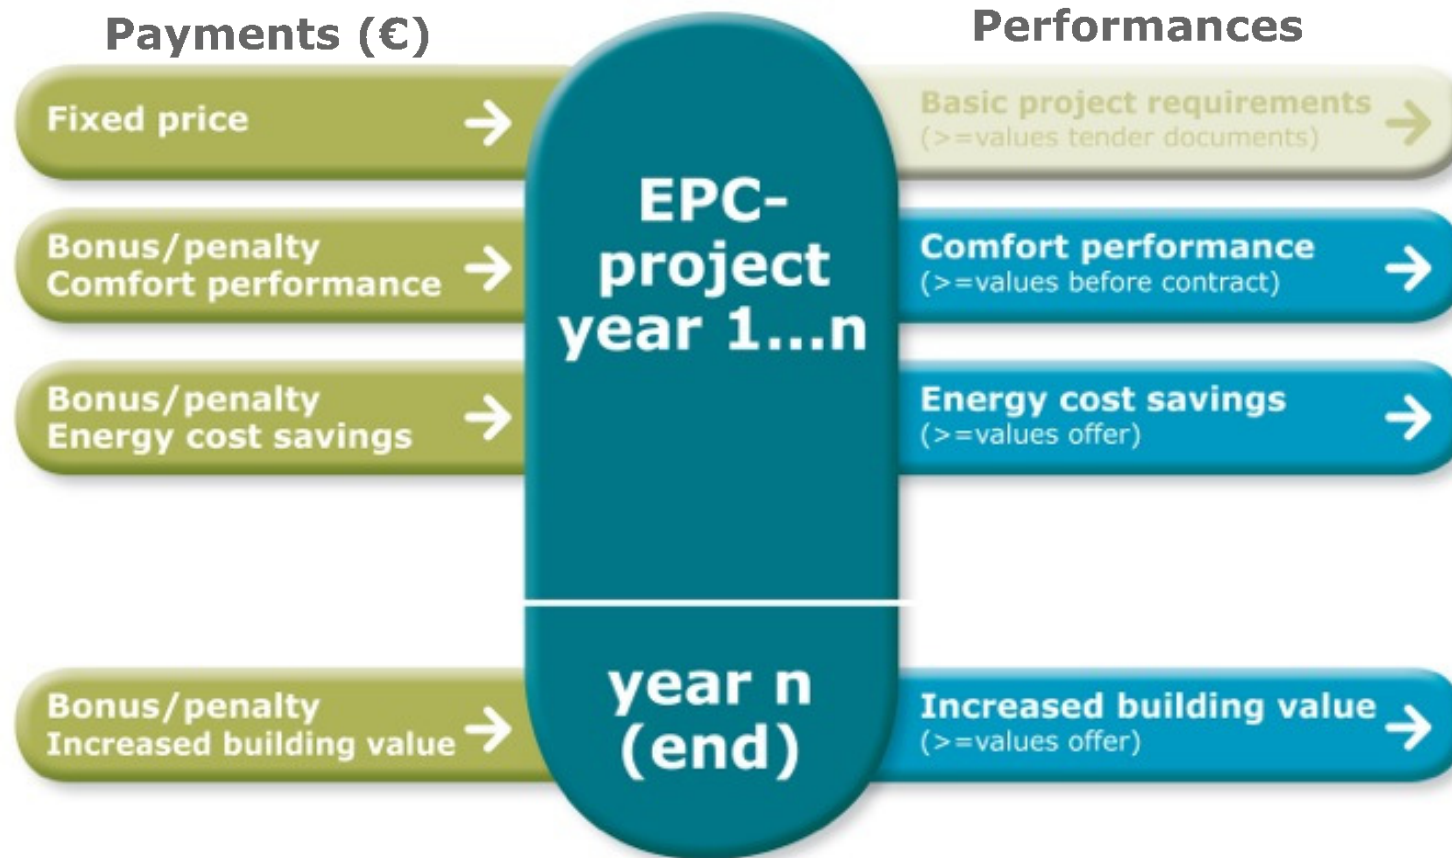 Payments (€)
Performances
Fixed price
Basic project requirements
(>=values tender documents)
EPC-
project
year 1...n
Bonus/penalty
Comfort performance
Comfort performance
(>=values before contract)
Bonus/penalty
Energy cost savings
Energy cost savings
(>=values offer)
year n
(end)
Bonus/penalty
Increased building value
Increased building value
(>=values offer)